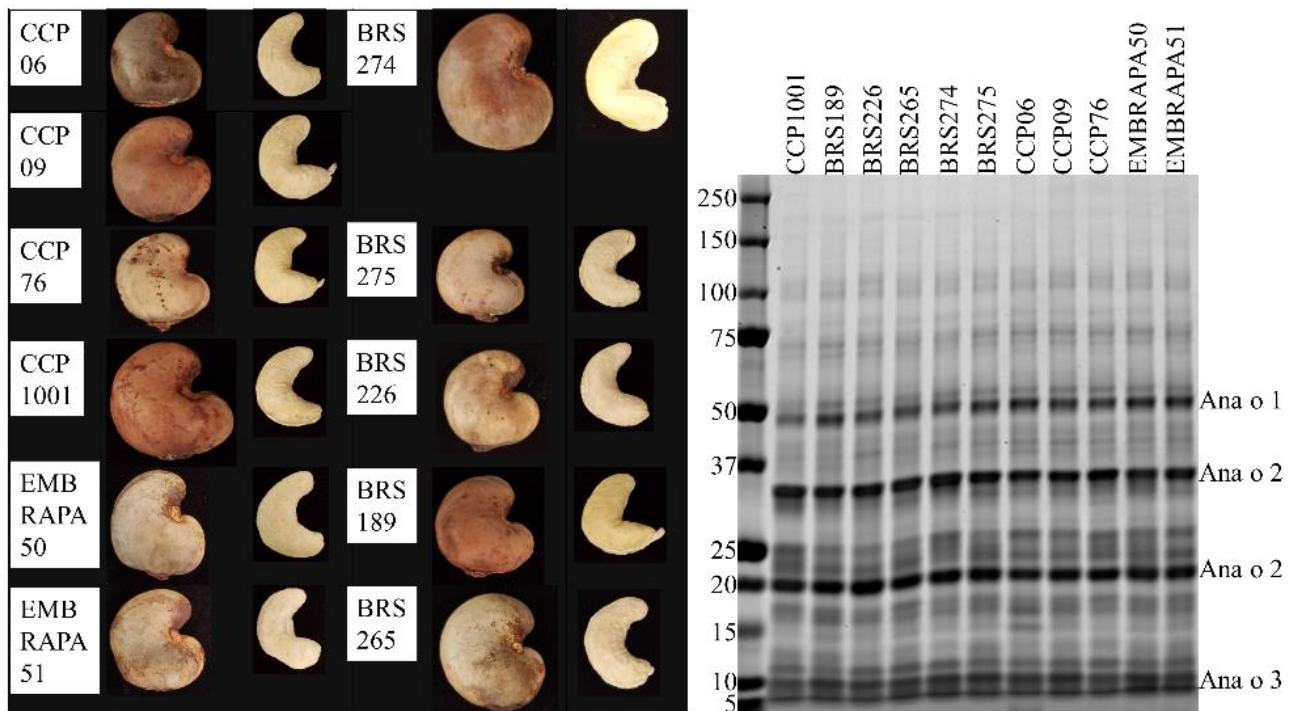 CCP
06
BRS
274
CCP
09
CCP
76
BRS
275
CCP
1001
BRS
226
EMB
RAPA
50
BRS
189
EMB
RAPA
51
BRS
265
CCP1001
BRS189
BRS226
BRS265
BRS274
BRS275
CCP06
CCP09
CCP76
EMBRAPA50
EMBRAPA51
250
150
100
75
50
37
25
20
15
10
5
Ana o 1
Ana o 2
Ana o 2
Ana o 3